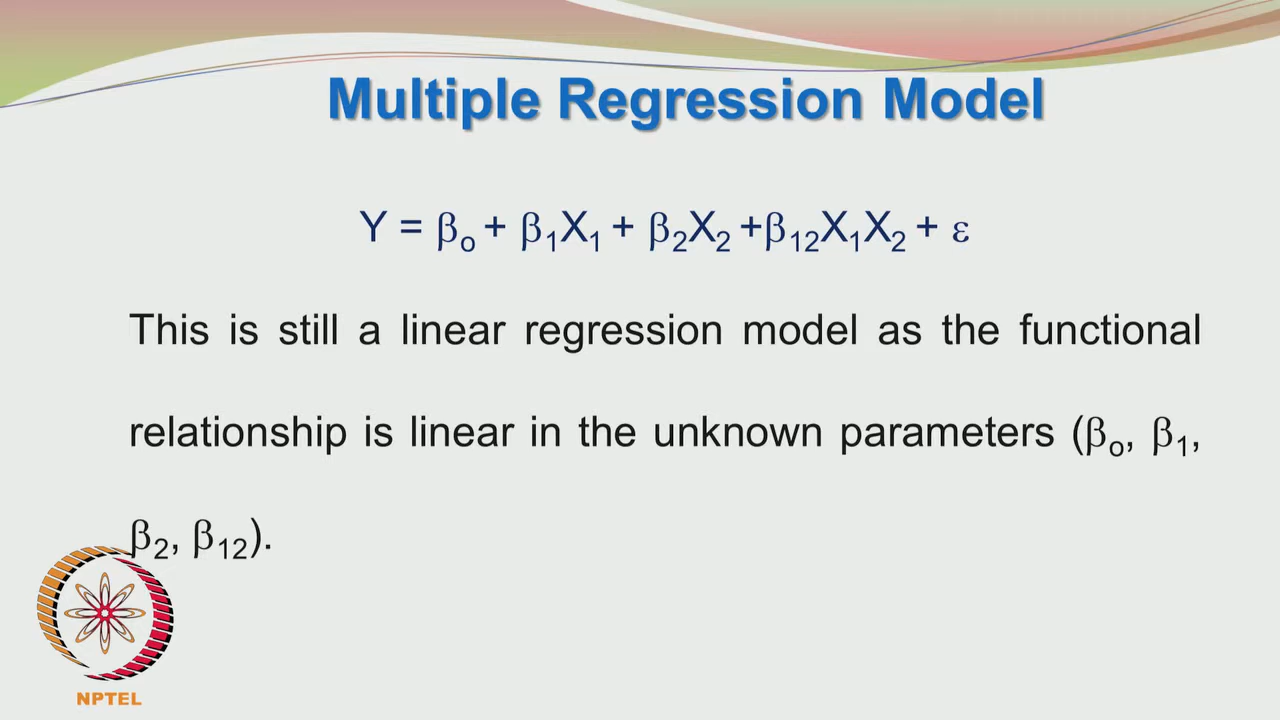 Multiple Regression Model
Y = βo + β1X1 + β2X2 +β12X1X2 + ε
This is still a linear regression model as the functional
relationship is linear in the unknown parameters (βo, β1,
β2, β12).
NPTEL